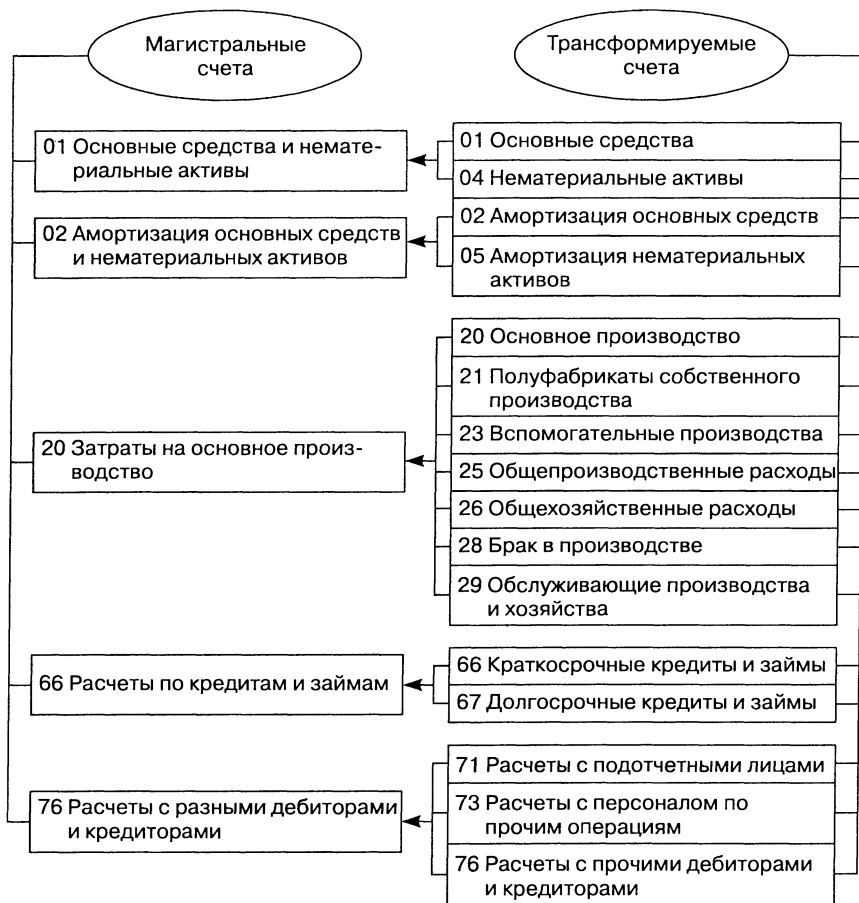 Магистральные
счета
Трансформируемые
счета
01 Основные средства и немате-
риальные активы
01 Основные средства
04 Нематериальные активы
02 Амортизация основных средств
и нематериальных активов
02 Амортизация основных средств
05 Амортизация нематериальных
активов
20 Затраты на основное произ-
водство
20 Основное производство
21 Полуфабрикаты собственного
производства
23 Вспомогательные производства
25 Общепроизводственные расходы
26 Общехозяйственные расходы
28 Брак в производстве
29 Обслуживающие производства
и хозяйства
66 Расчеты по кредитам и займам
66 Краткосрочные кредиты и займы
67 Долгосрочные кредиты и займы
76 Расчеты с разными дебиторами
и кредиторами
71 Расчеты с подотчетными лицами
73 Расчеты с персоналом по
прочим операциям
76 Расчеты с прочими дебиторами
и кредиторами